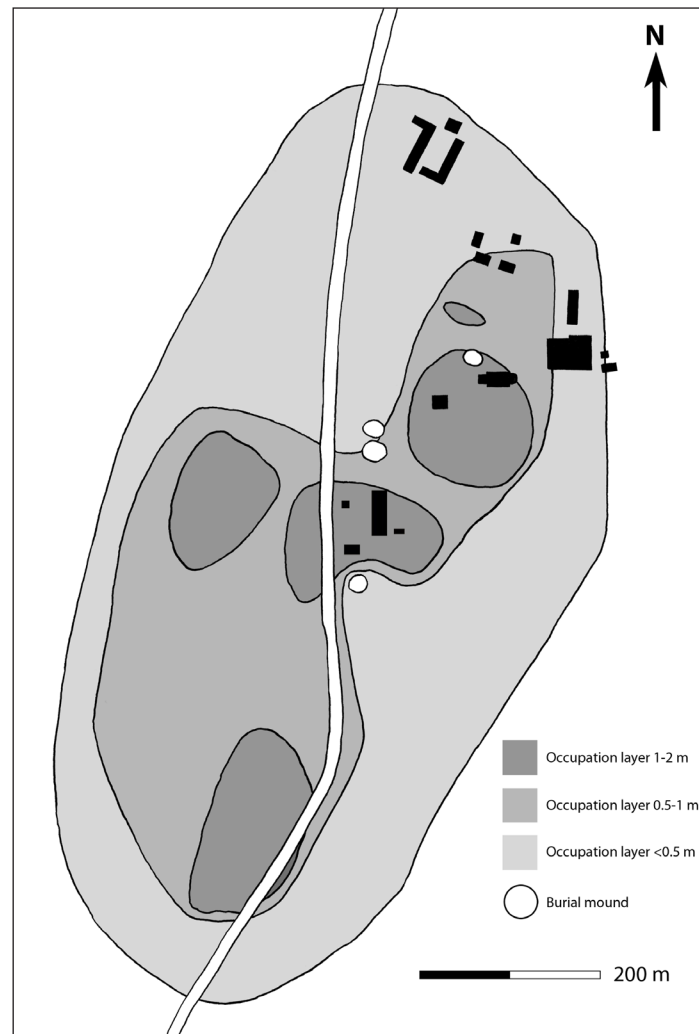 N
Occupation layer 1-2 m
Occupation layer 0.5-1 m
Occupation layer <0.5 m
Burial mound
200 m